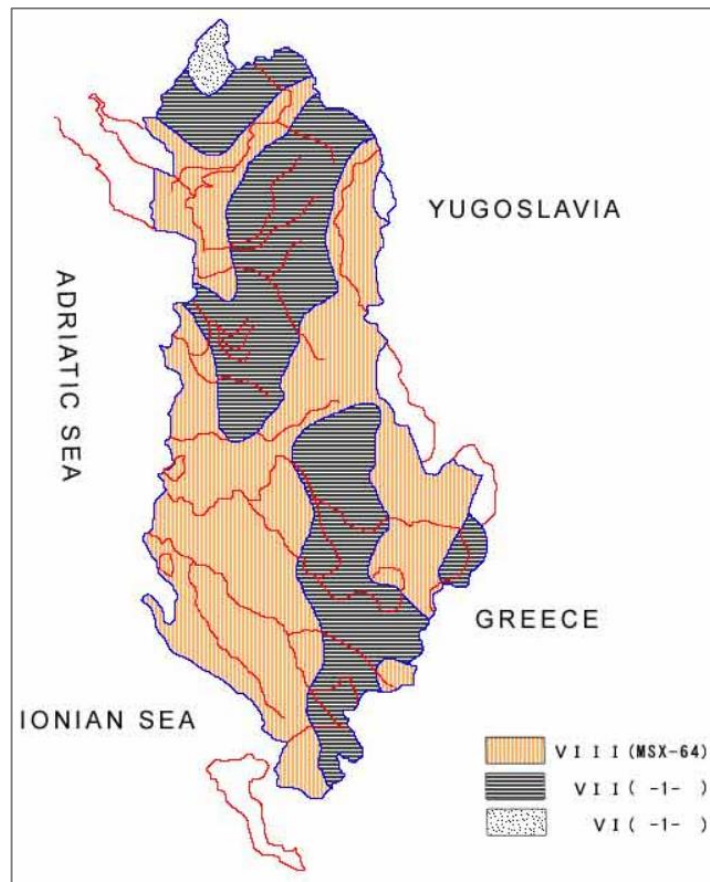 YUGOSLAVIA
ADRIATIC SEA
GREECE
IONIAN SEA
VIII (MSX-64)
VII ( -1- )
VI ( -1- )